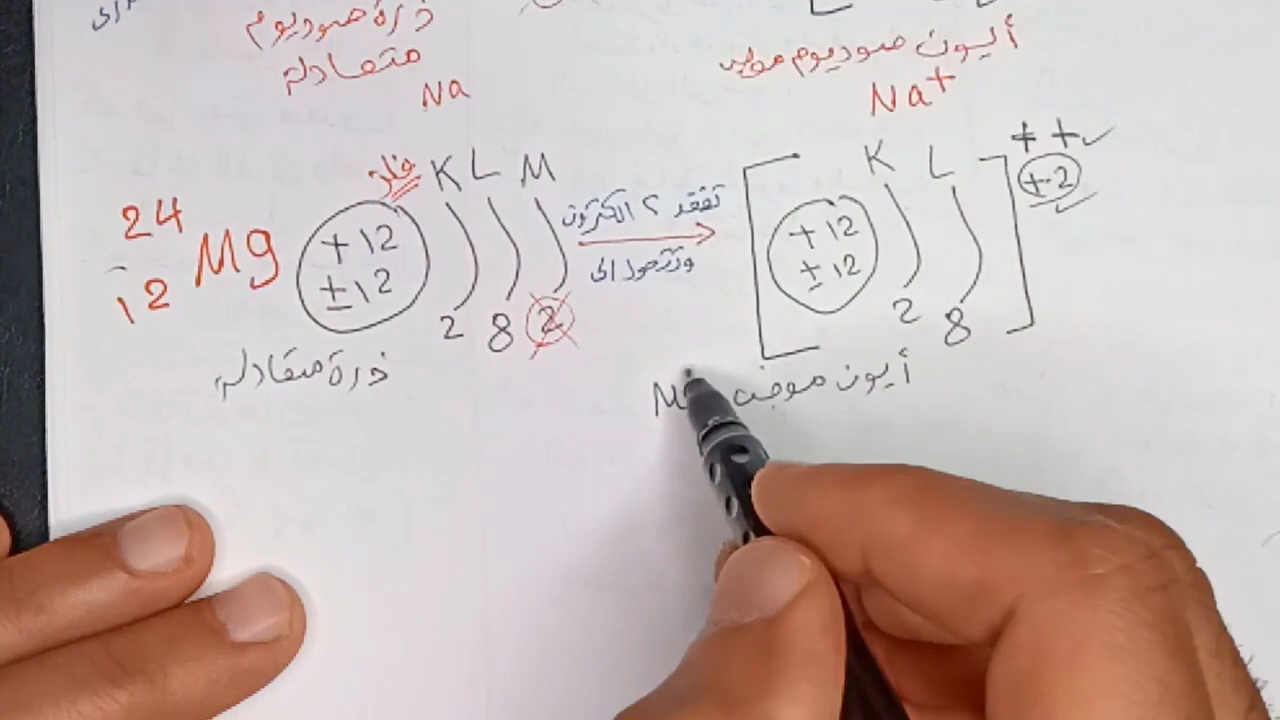 ذرة صوديوم
متعادلة
Na
أيون صوديوم موجب
Na+
فلز
K L M
24
12
Mg
+12
±12
2 8 2
ذرة متعادلة
تفقد 2 الكترون
وتتحول الى
K L
+12
±12
2 8
+ +
+2
أيون موجب
M